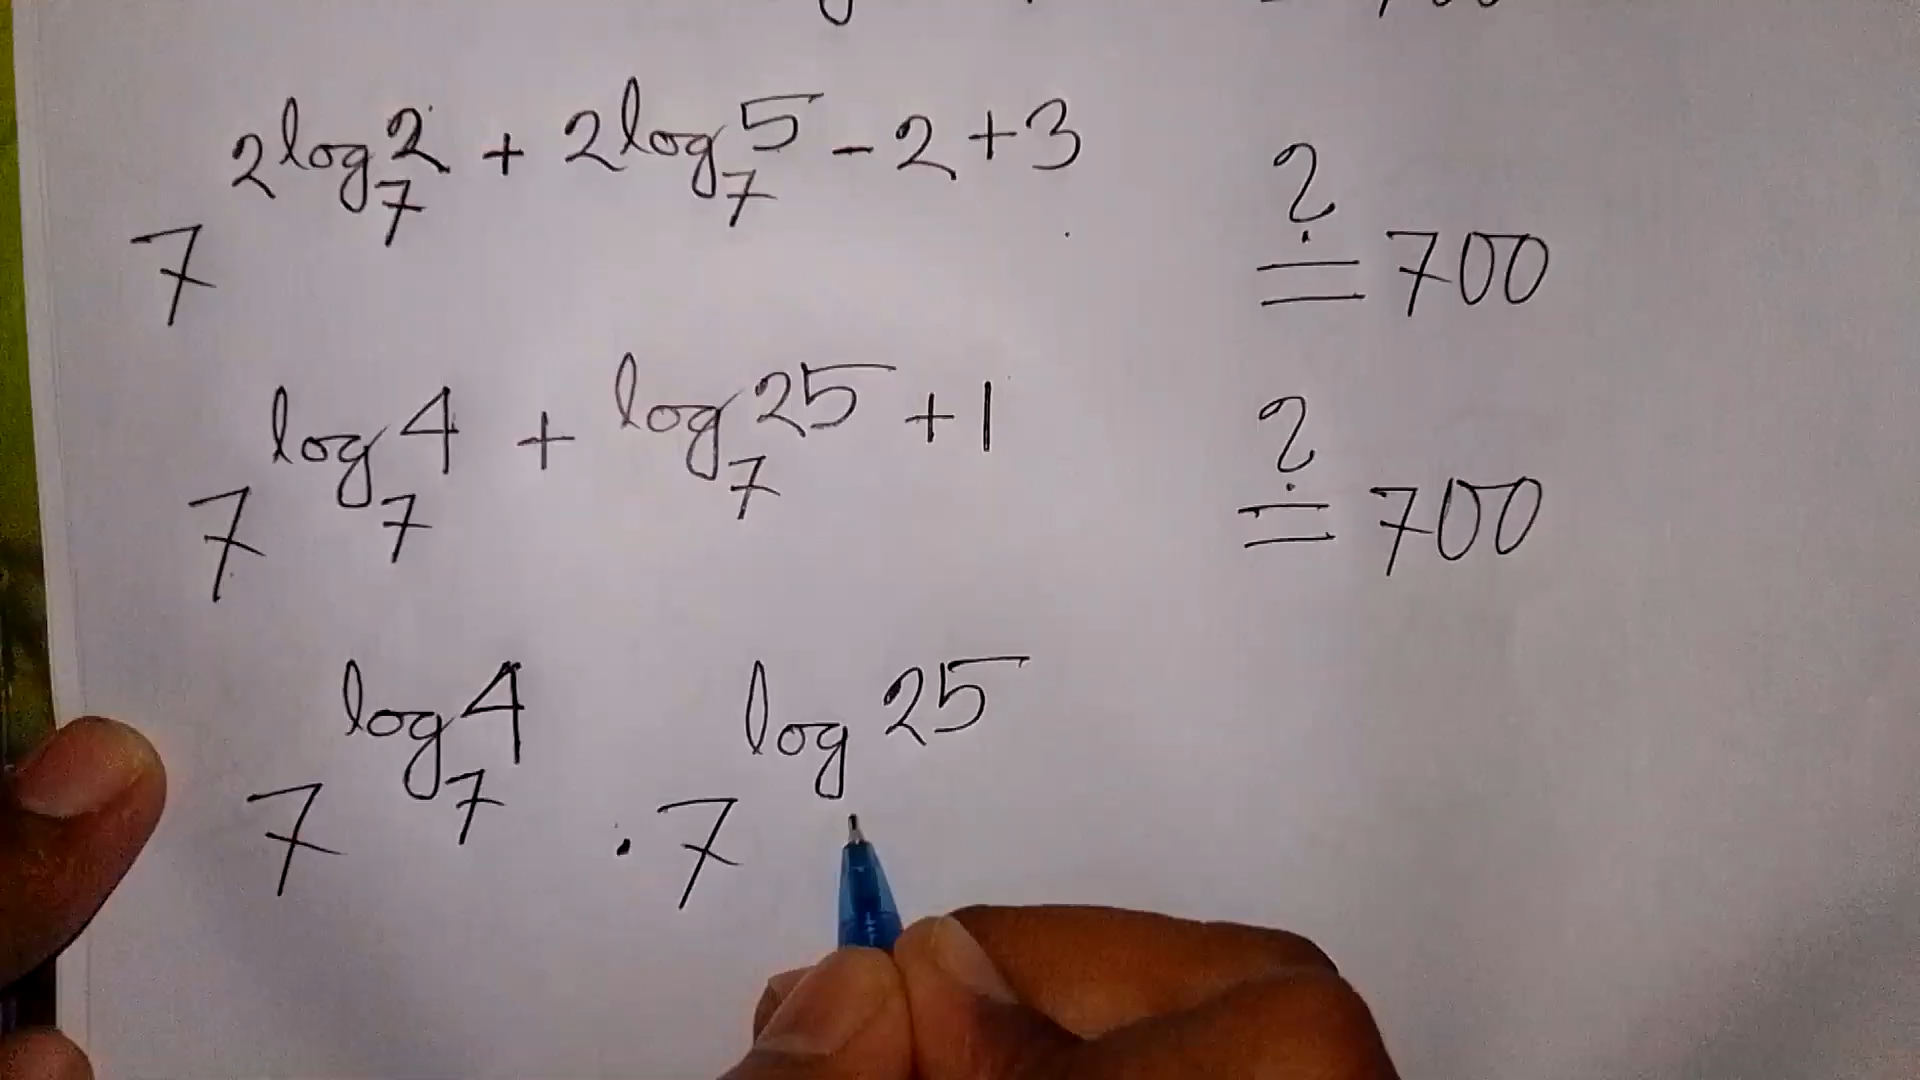 7^{2log_7 2 + 2log_7 5 - 2 + 3} ≟ 700
7^{log_7 4 + log_7 25 + 1} ≟ 700
7^{log_7 4} . 7^{log 25}